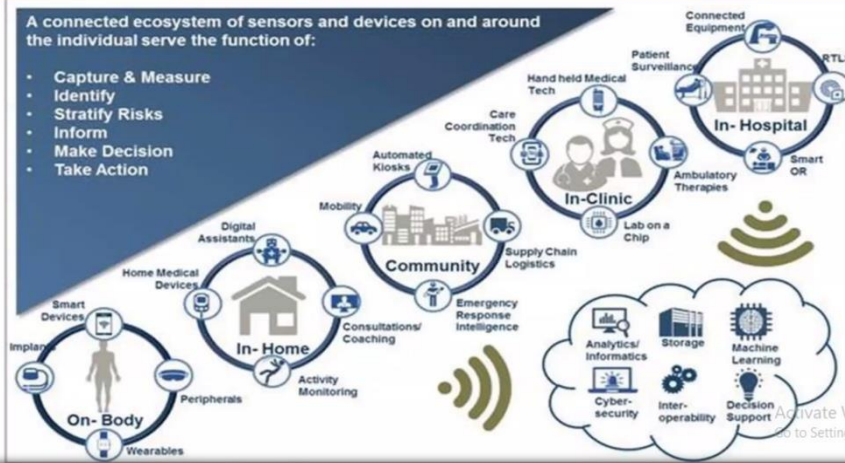 A connected ecosystem of sensors and devices on and around
the individual serve the function of:
• Capture & Measure
• Identify
• Stratify Risks
• Inform
• Make Decision
• Take Action
Connected
Equipment
Patient
Surveillance
RTLS
In- Hospital
Smart
OR
Hand held Medical
Tech
Care
Coordination
Tech
In-Clinic
Ambulatory
Therapies
Lab on a
Chip
Automated
Kiosks
Mobility
Community
Supply Chain
Logistics
Emergency
Response
Intelligence
Digital
Assistants
Home Medical
Devices
In- Home
Consultations/
Coaching
Activity
Monitoring
Smart
Devices
Implants
On- Body
Peripherals
Wearables
Analytics/
Informatics
Storage
Machine
Learning
Cyber-
security
Inter-
operability
Decision
Support
Activate
Go to Setting